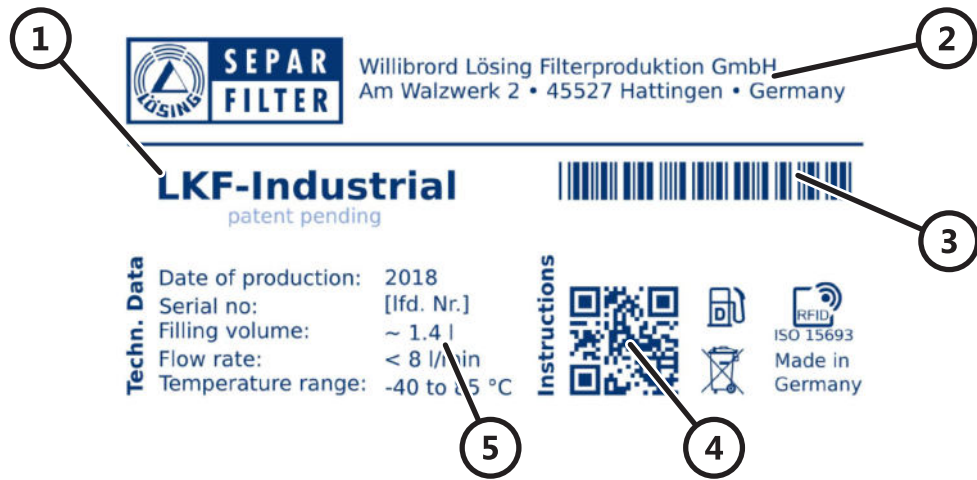 1
2
SEPAR
FILTER
LÖSING
Willibrord Lösing Filterproduktion GmbH
Am Walzwerk 2 • 45527 Hattingen • Germany
LKF-Industrial
patent pending
3
Techn. Data
Date of production: 2018
Serial no: [lfd. Nr.]
Filling volume: ~ 1.4 l
Flow rate: < 8 l/min
Temperature range: -40 to 85 °C
Instructions
D
RFID
ISO 15693
Made in
Germany
5
4